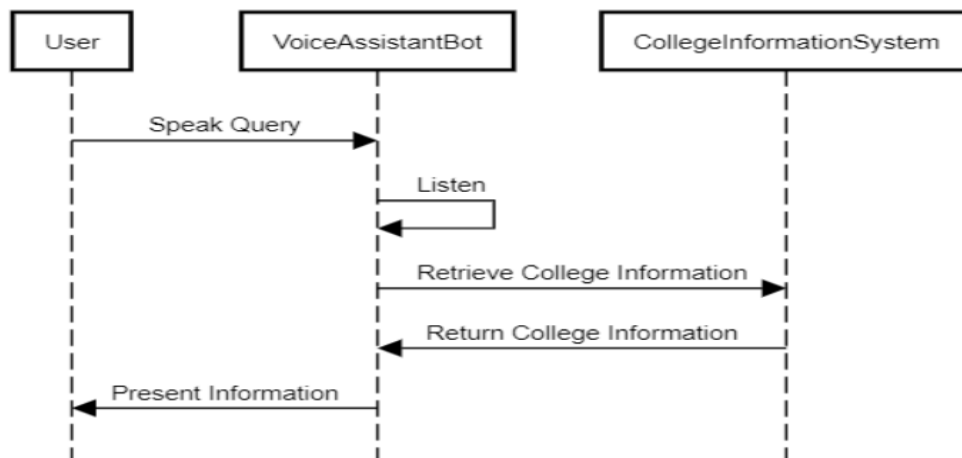 User
VoiceAssistantBot
CollegeInformationSystem
Speak Query
Listen
Retrieve College Information
Return College Information
Present Information